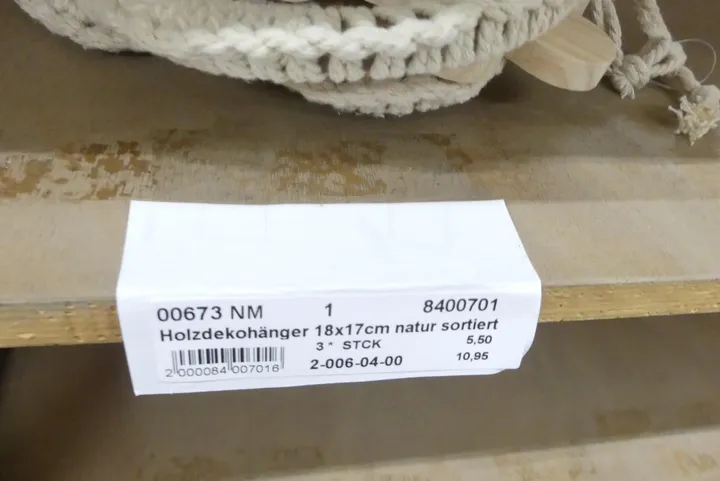 00673 NM 1 8400701
Holzdekohänger 18x17cm natur sortiert
3* STCK 5,50
2 000084 007016 2-006-04-00 10,95